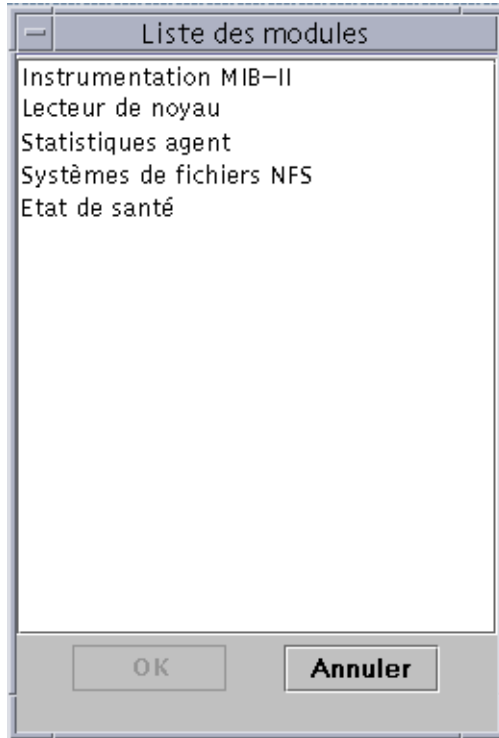 Liste des modules
Instrumentation MIB–II
Lecteur de noyau
Statistiques agent
Systèmes de fichiers NFS
Etat de santé
OK Annuler